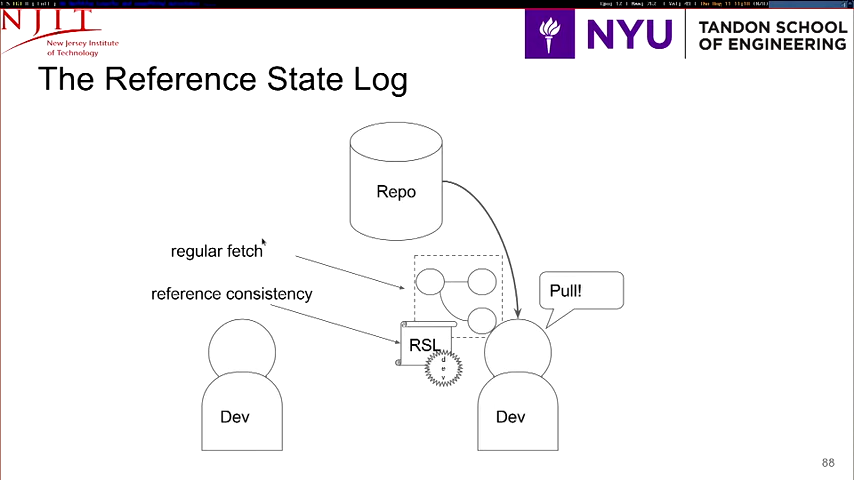 NJIT
New Jersey Institute
of Technology
NYU
TANDON SCHOOL
OF ENGINEERING
The Reference State Log
Repo
regular fetch
reference consistency
Pull!
RSL
dev
Dev
Dev
88